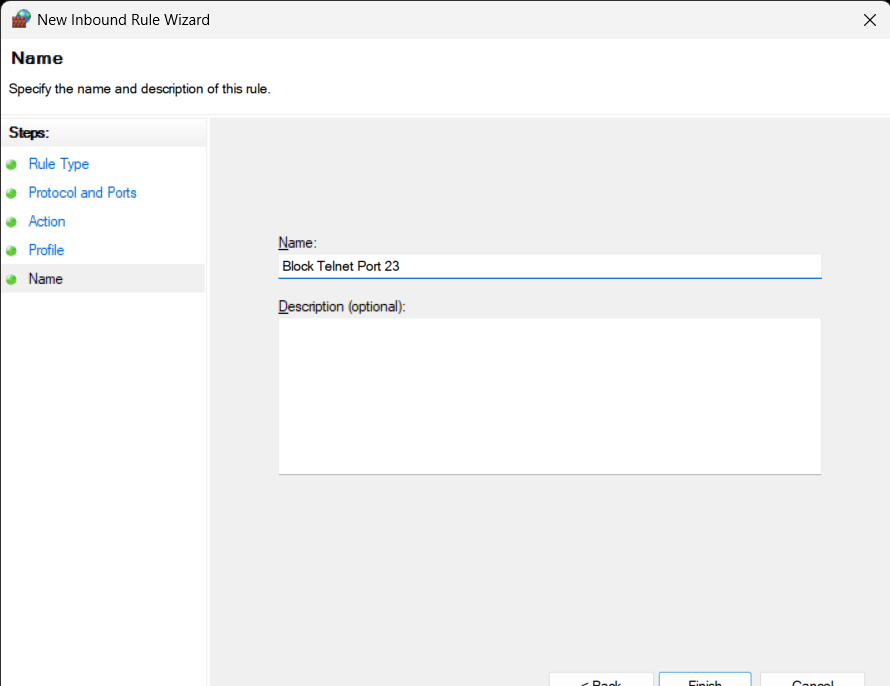 New Inbound Rule Wizard
Name
Specify the name and description of this rule.
Steps:
Rule Type
Protocol and Ports
Action
Profile
Name
Name:
Block Telnet Port 23
Description (optional):
< Back Finish Cancel